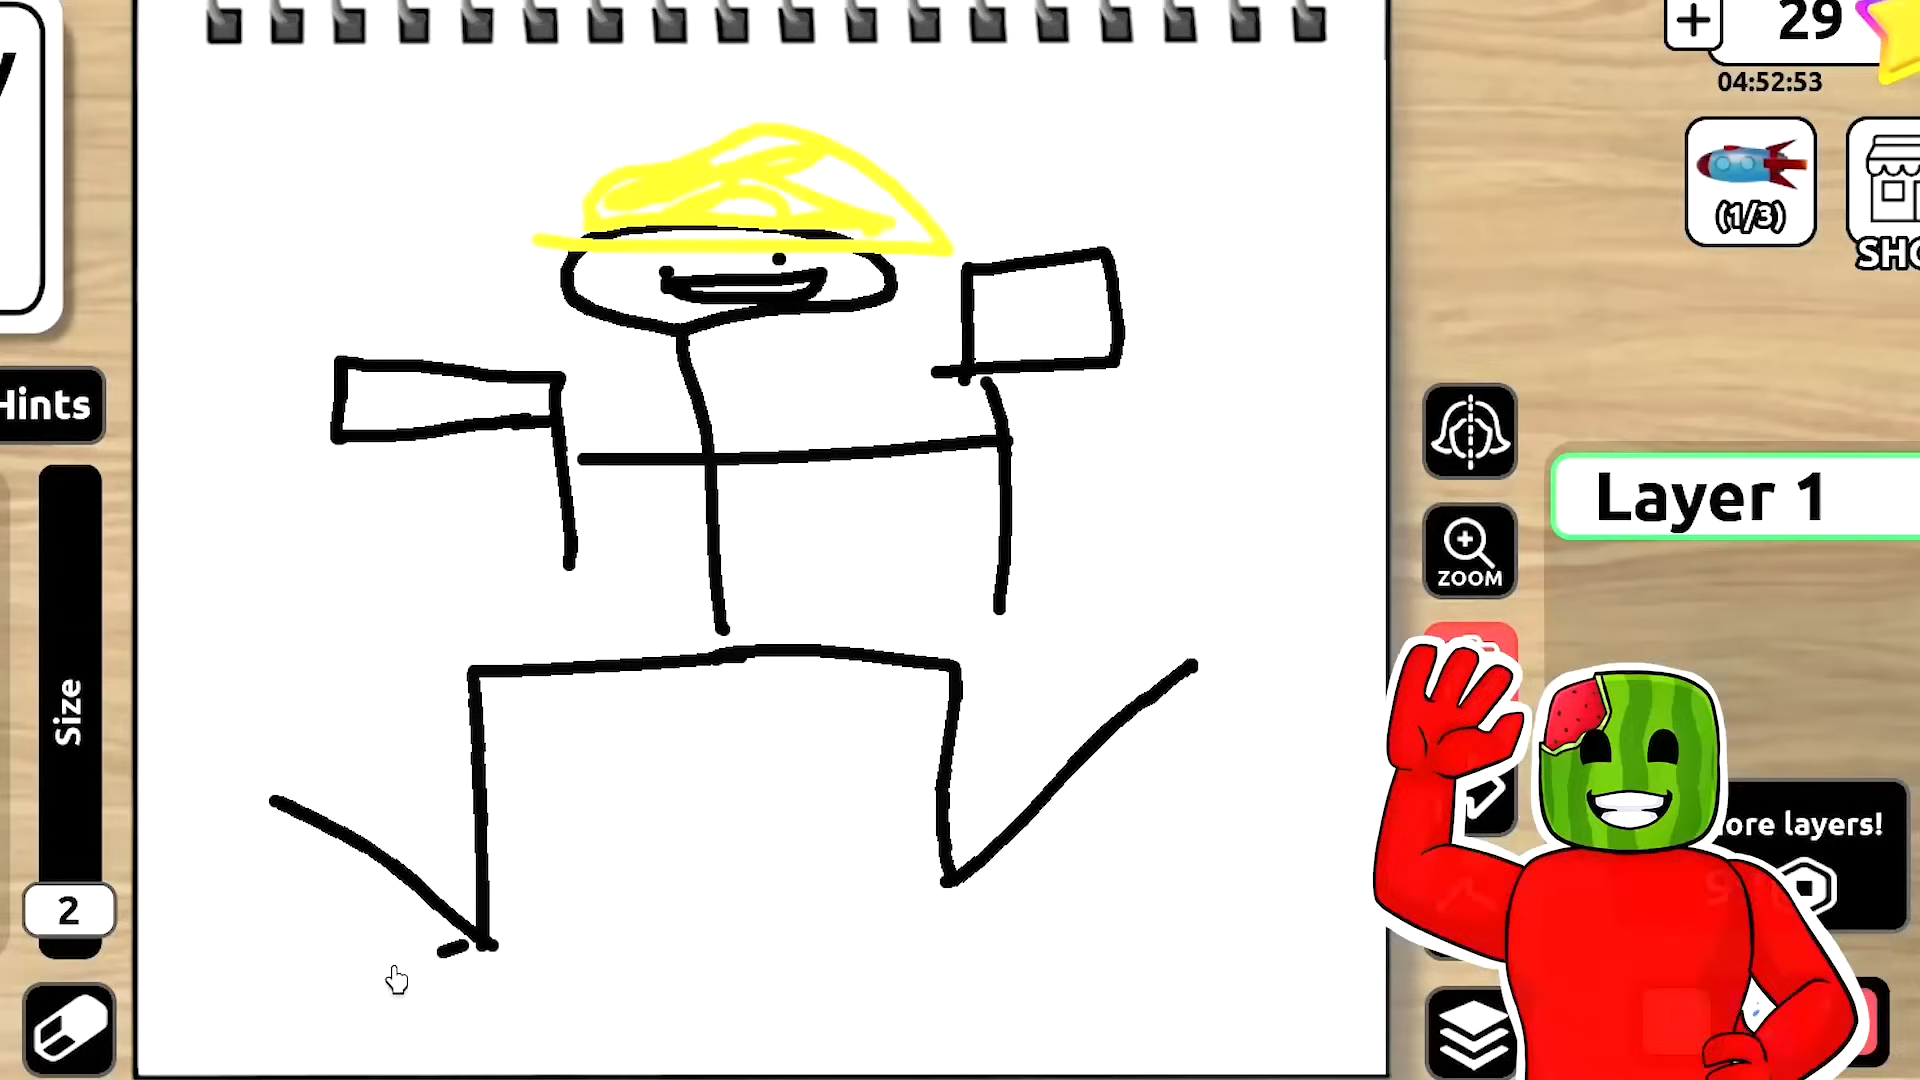 29
04:52:53
(1/3)
Hints
Layer 1
ZOOM
Size
ore layers!
2